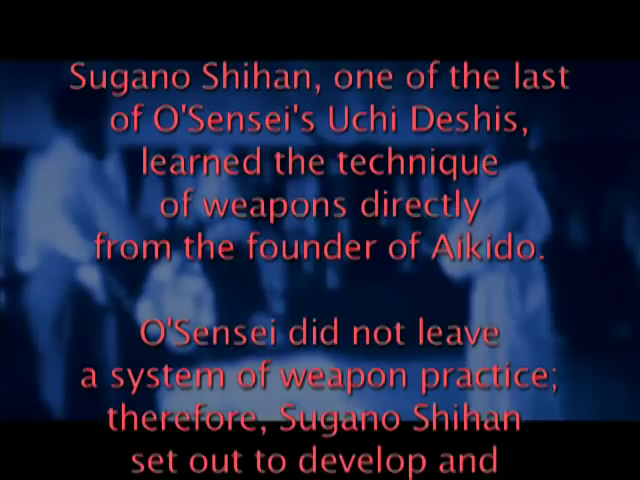 Sugano Shihan, one of the last
of O'Sensei's Uchi Deshis,
learned the technique
of weapons directly
from the founder of Aikido.
O'Sensei did not leave
a system of weapon practice;
therefore, Sugano Shihan
set out to develop and